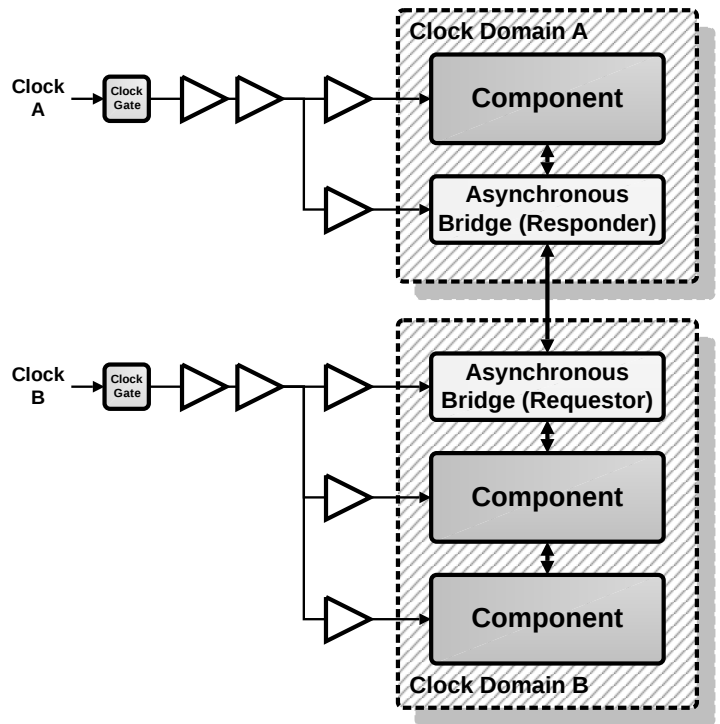 Clock Domain A
Clock
A
Clock
Gate
Component
Asynchronous
Bridge (Responder)
Clock
B
Clock
Gate
Asynchronous
Bridge (Requestor)
Component
Component
Clock Domain B